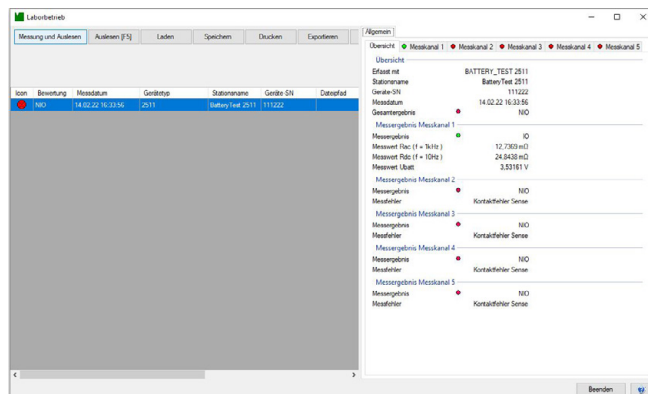 Laborbetrieb
Messung und Auslesen Auslesen [F5] Laden Speichern Drucken Exportieren
Icon Bewertung Messdatum Gerätetyp Stationsname Geräte SN Dateipfad
NIO 14.02.22 16:33:56 2511 BatteryTest 2511 111222
Allgemein
Übersicht Messkanal 1 Messkanal 2 Messkanal 3 Messkanal 4 Messkanal 5
Übersicht
Erfasst mit BATTERY_TEST 2511
Stationsname BatteryTest 2511
Geräte-SN 111222
Messdatum 14.02.22 16:33:56
Gesamtergebnis NIO
Messergebnis Messkanal 1
Messergebnis IO
Messwert Rac (f = 1kHz ) 12,7369 mΩ
Messwert Rdc (f = 10Hz ) 24,8438 mΩ
Messwert Ubatt 3,53161 V
Messergebnis Messkanal 2
Messergebnis NIO
Messfehler Kontaktfehler Sense
Messergebnis Messkanal 3
Messergebnis NIO
Messfehler Kontaktfehler Sense
Messergebnis Messkanal 4
Messergebnis NIO
Messfehler Kontaktfehler Sense
Messergebnis Messkanal 5
Messergebnis NIO
Messfehler Kontaktfehler Sense
Beenden